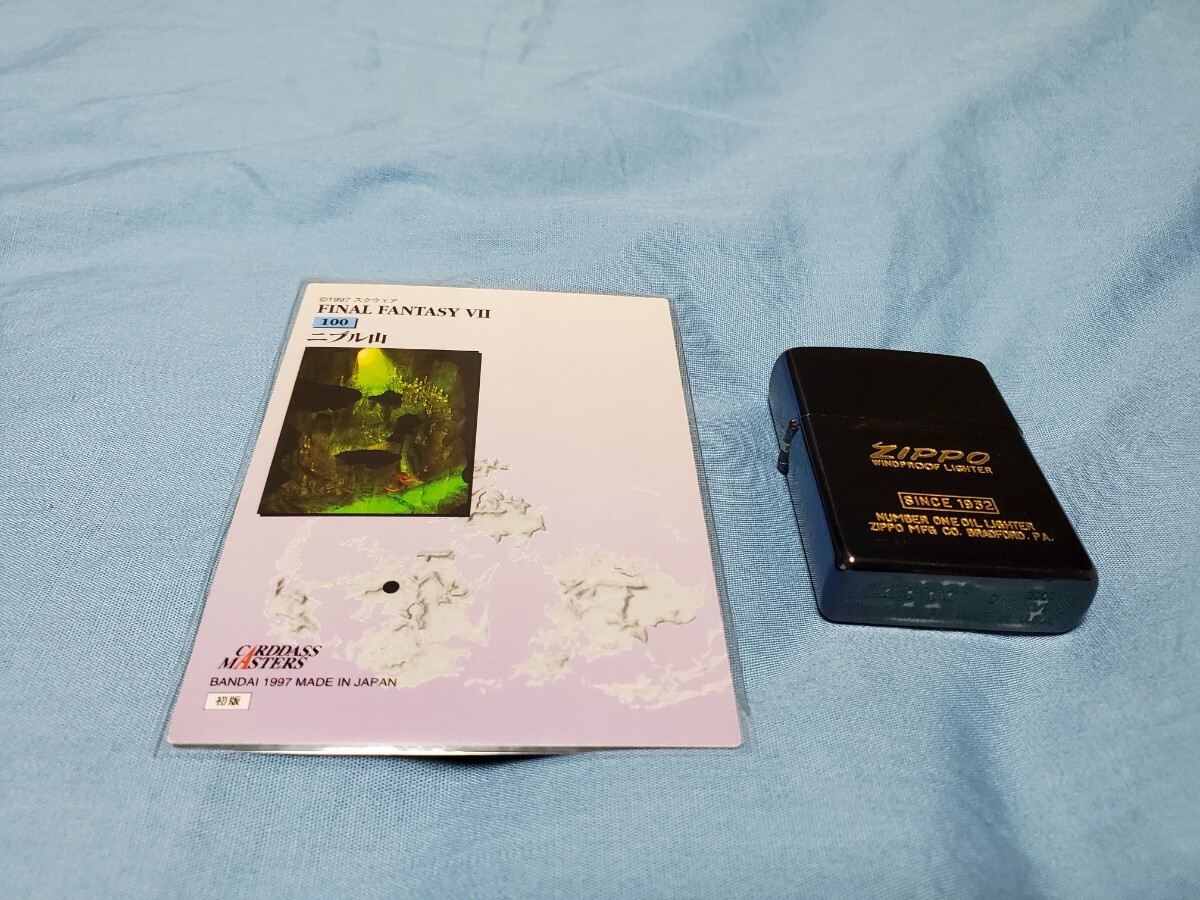 ©1997 スクウェア
FINAL FANTASY VII
100
ニブル山
CARDDASS
MASTERS
BANDAI 1997 MADE IN JAPAN
初版
ZIPPO
WINDPROOF LIGHTER
SINCE 1932
NUMBER ONE OIL LIGHTER
ZIPPO MFG CO. BRADFORD, PA.